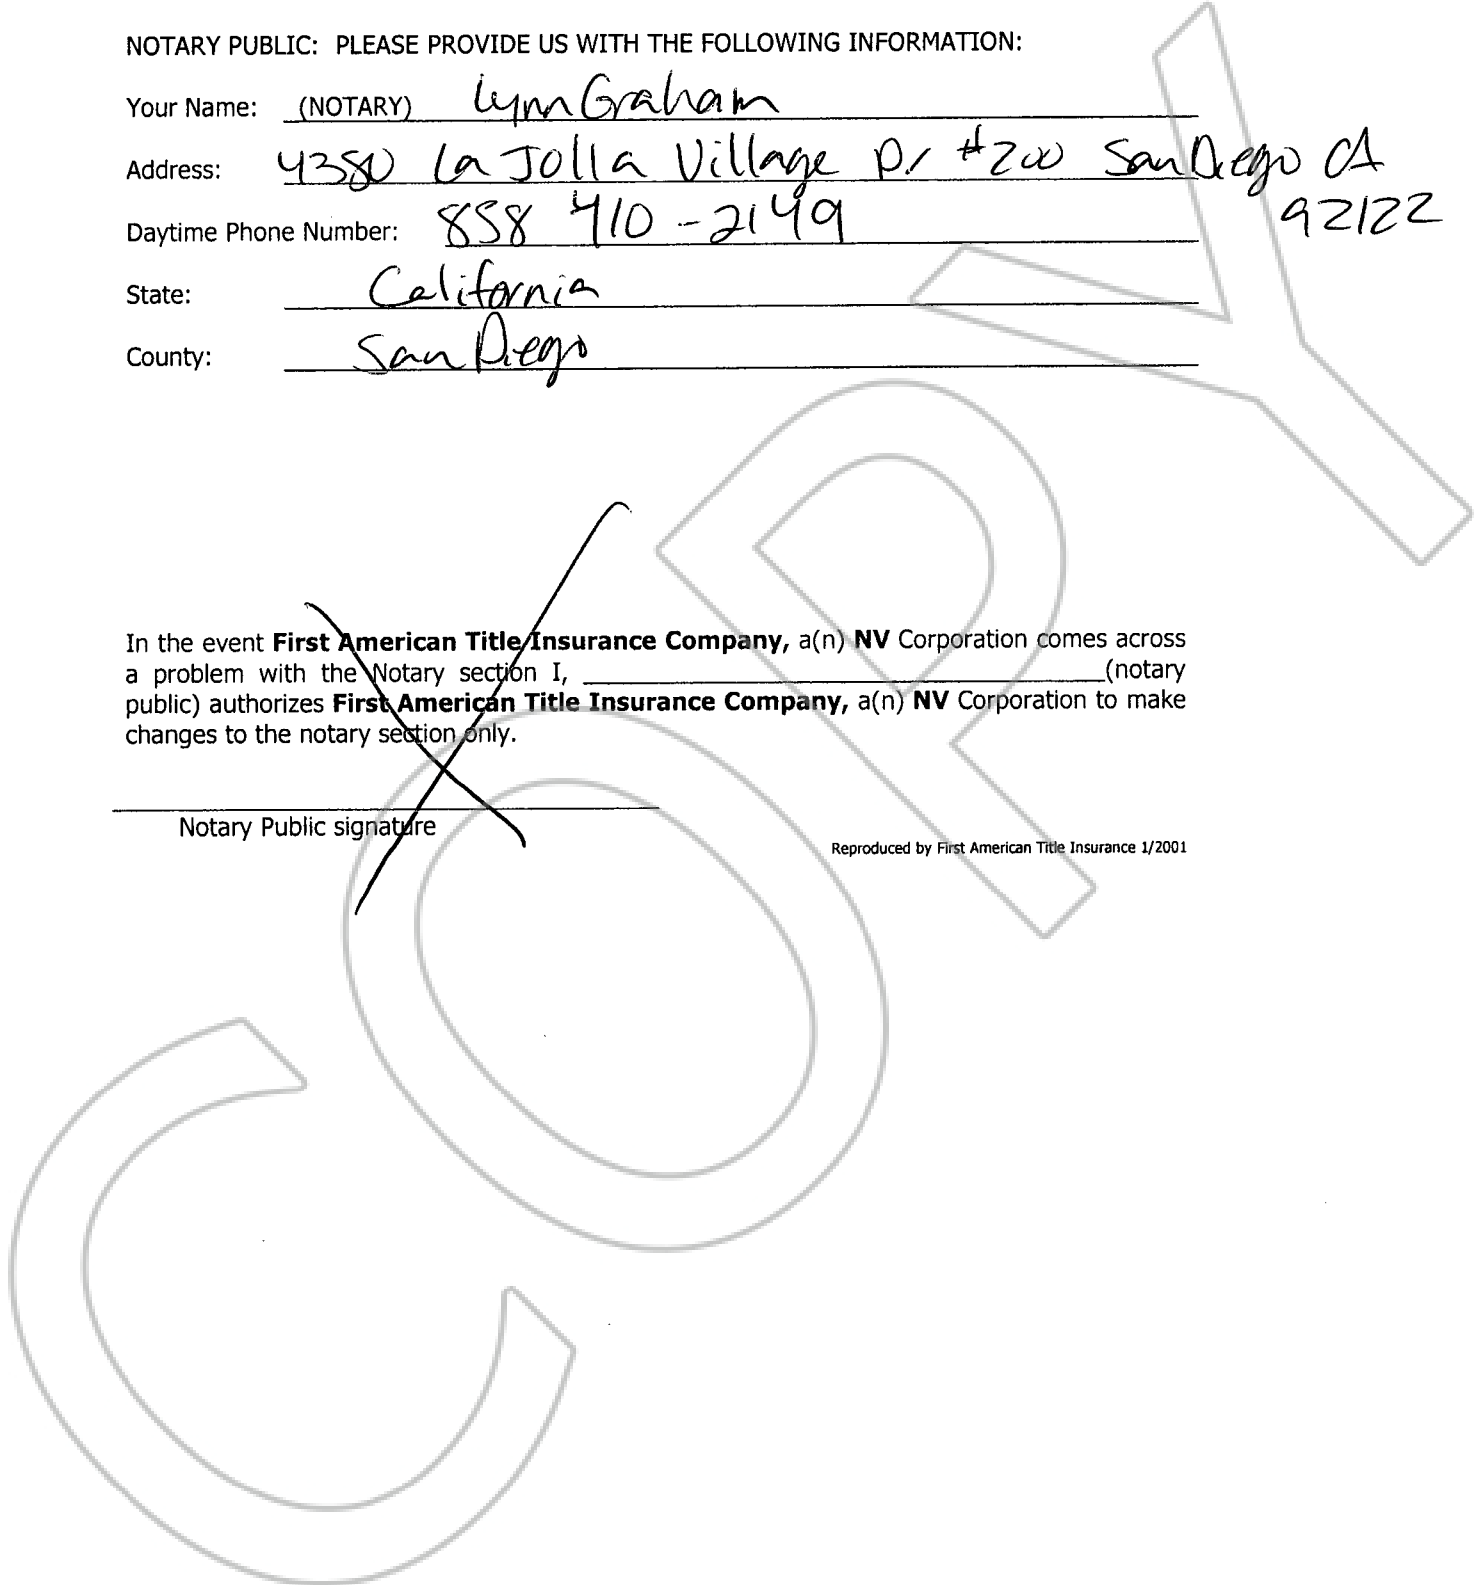 NOTARY PUBLIC: PLEASE PROVIDE US WITH THE FOLLOWING INFORMATION:
Your Name: (NOTARY) Lynn Graham
Address: 4380 La Jolla Village Dr #200 San Diego CA
92122
Daytime Phone Number: 858 410-2149
State: California
County: San Diego
In the event First American Title Insurance Company, a(n) NV Corporation comes across
a problem with the Notary section I, (notary
public) authorizes First American Title Insurance Company, a(n) NV Corporation to make
changes to the notary section only.
Notary Public signature
Reproduced by First American Title Insurance 1/2001
COPY